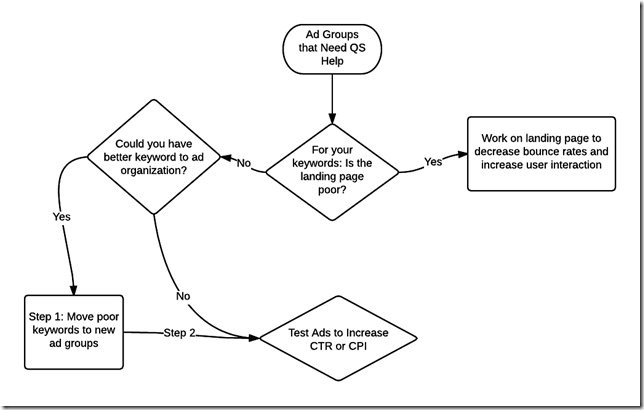 Ad Groups
that Need QS
Help
For your
keywords: Is the
landing page
poor?
Yes
Work on landing page to
decrease bounce rates and
increase user interaction
No
Could you have
better keyword to ad
organization?
Yes
No
Step 1: Move poor
keywords to new
ad groups
Step 2
Test Ads to Increase
CTR or CPI